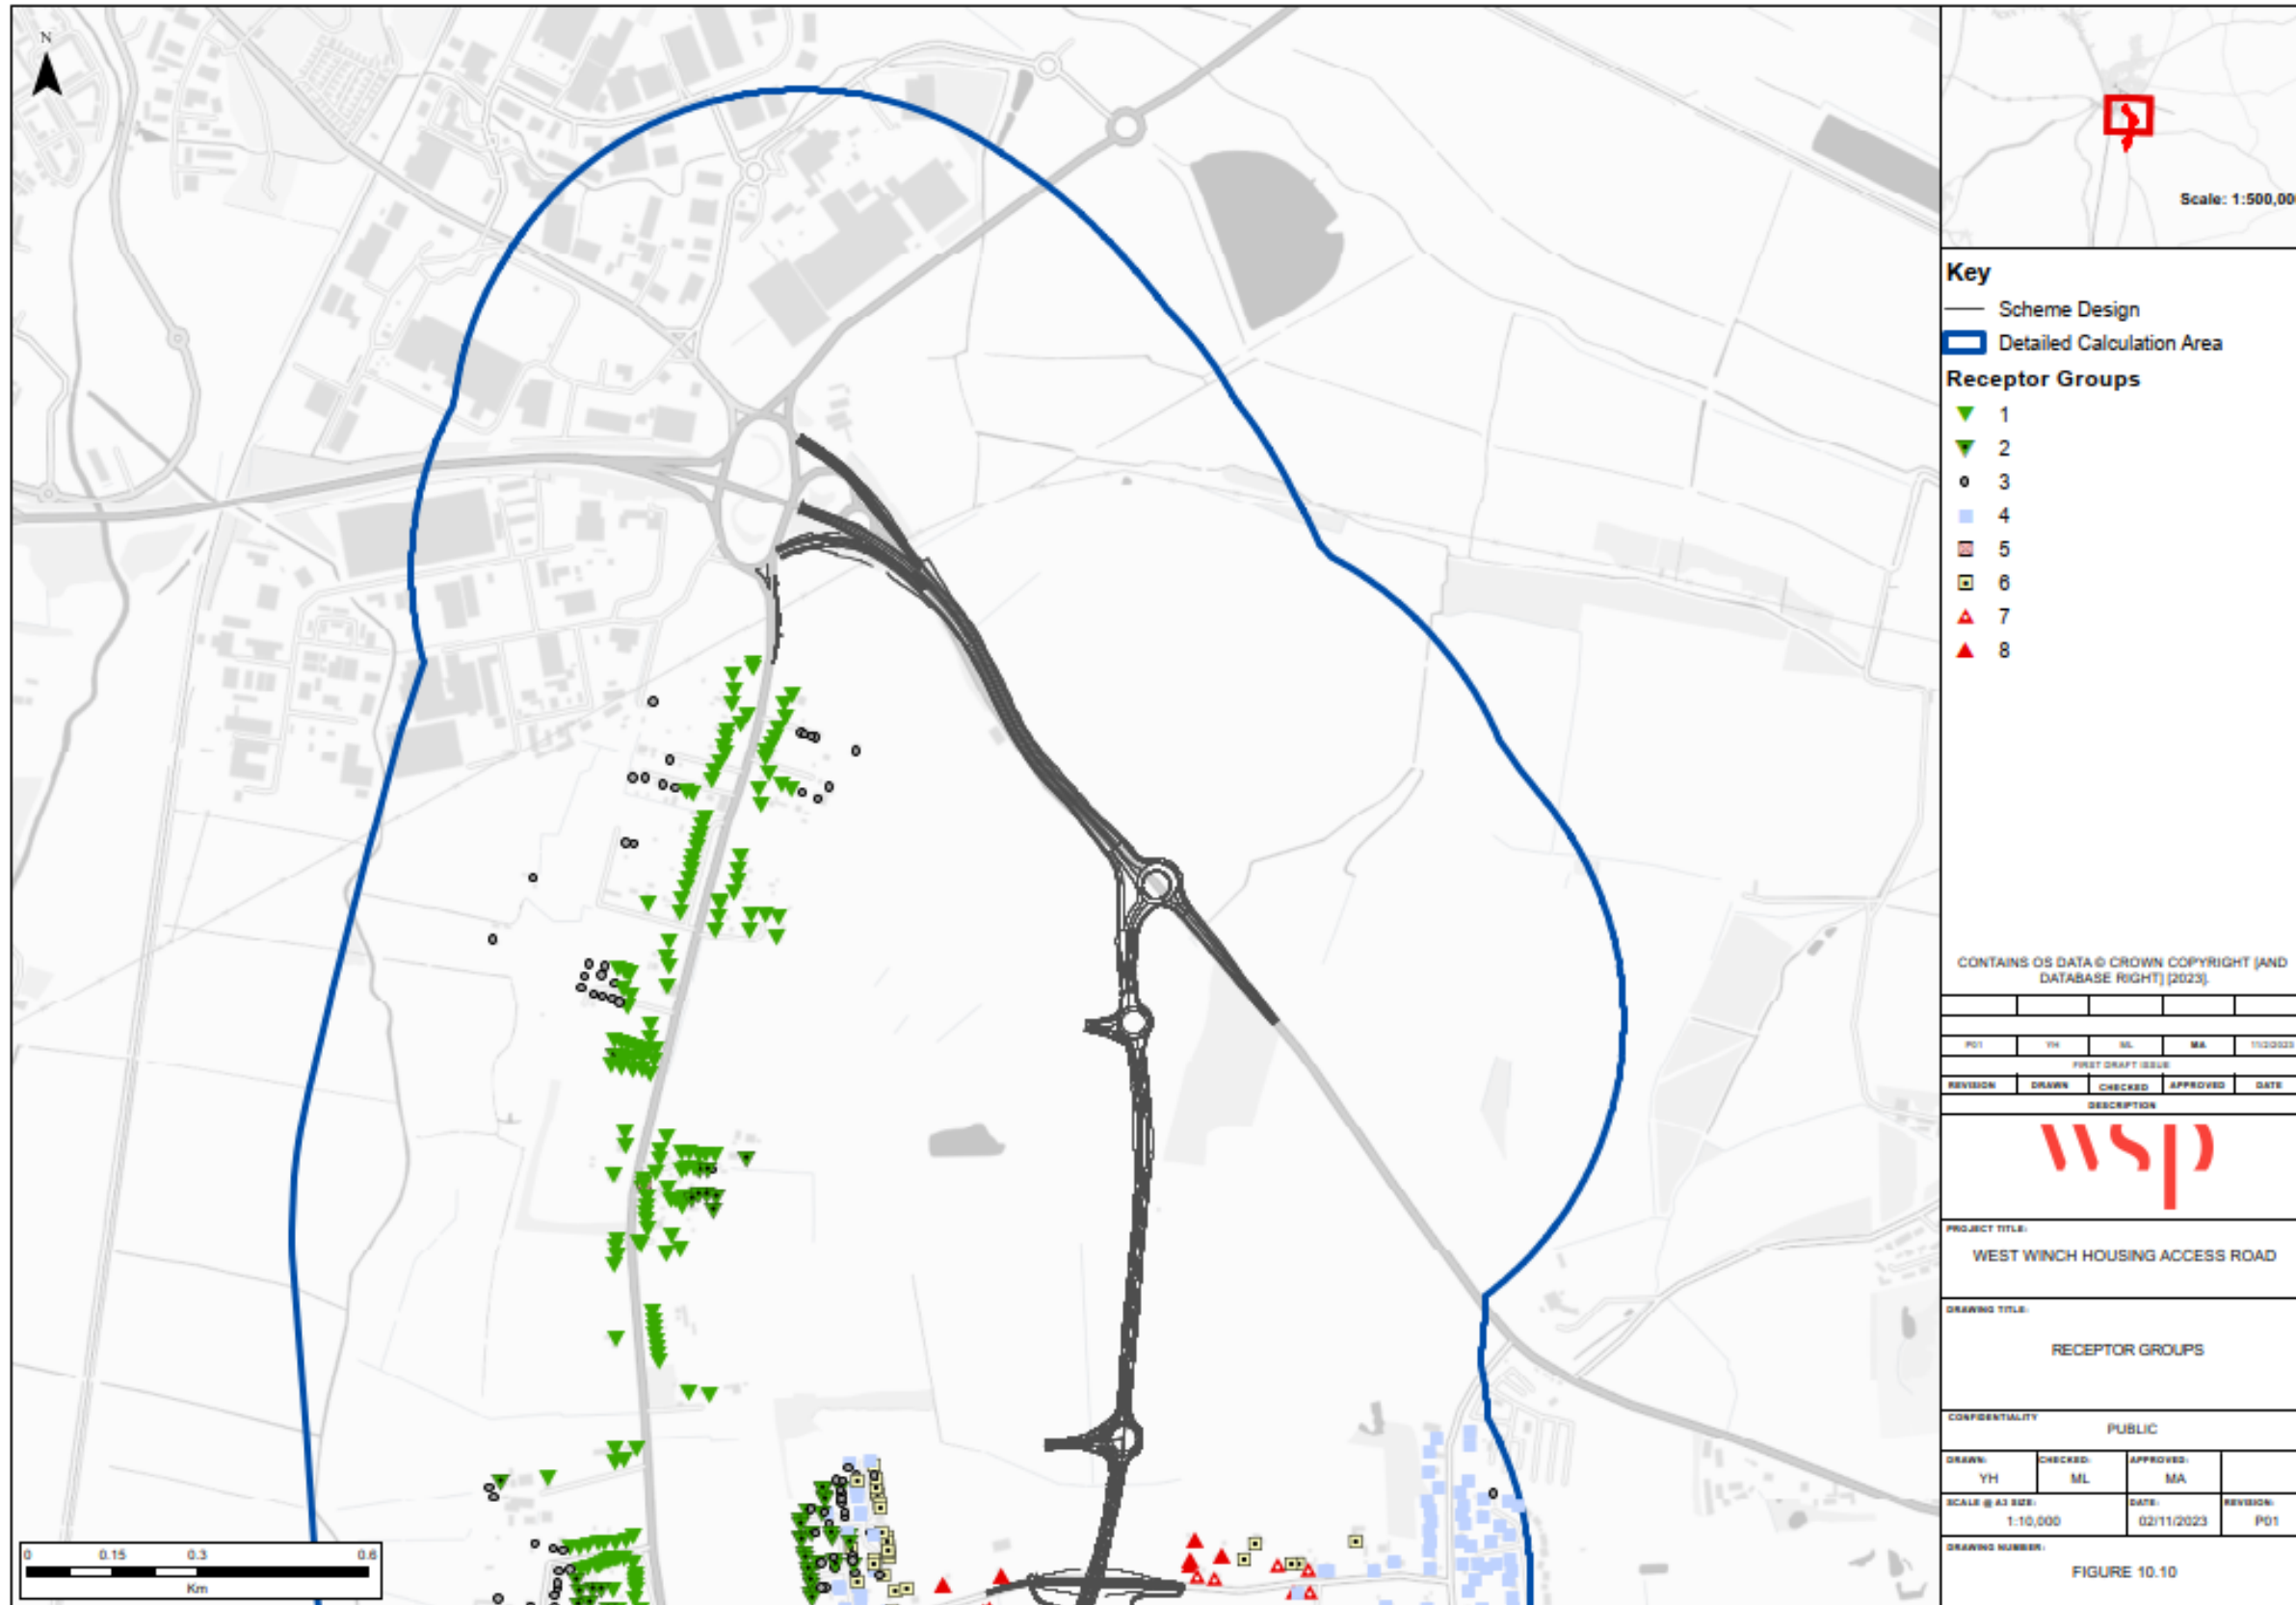 N
Scale: 1:500,00
Key
Scheme Design
Detailed Calculation Area
Receptor Groups
1
2
3
4
5
6
7
8
CONTAINS OS DATA © CROWN COPYRIGHT [AND
DATABASE RIGHT] [2023].
P01 YH ML MA 11/2/2023
FIRST DRAFT ISSUE
REVISION DRAWN CHECKED APPROVED DATE
DESCRIPTION
wsp
PROJECT TITLE:
WEST WINCH HOUSING ACCESS ROAD
DRAWING TITLE:
RECEPTOR GROUPS
CONFIDENTIALITY
PUBLIC
DRAWN: CHECKED: APPROVED:
YH ML MA
SCALE @ A3 SIZE: DATE: REVISION:
1:10,000 02/11/2023 P01
DRAWING NUMBER:
FIGURE 10.10
0 0.15 0.3 0.6
Km